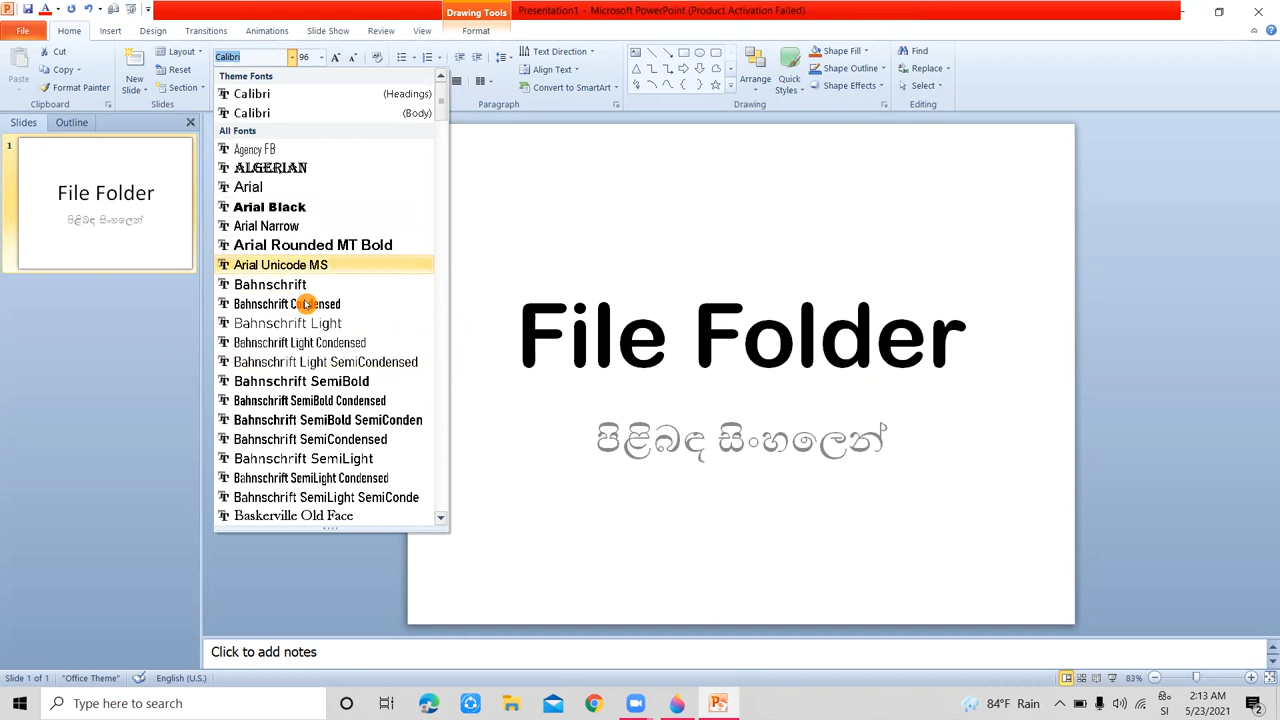 Drawing Tools
Presentation1 - Microsoft PowerPoint (Product Activation Failed)
File Home Insert Design Transitions Animations Slide Show Review View Format
Paste
Cut
Copy
Format Painter
Clipboard
New Slide
Layout
Reset
Section
Slides
Calibri 96
Text Direction
Align Text
Convert to SmartArt
Paragraph
Arrange
Quick Styles
Shape Fill
Shape Outline
Shape Effects
Drawing
Find
Replace
Select
Editing
Theme Fonts
Calibri (Headings)
Calibri (Body)
All Fonts
Agency FB
ALGERIAN
Arial
Arial Black
Arial Narrow
Arial Rounded MT Bold
Arial Unicode MS
Bahnschrift
Bahnschrift Condensed
Bahnschrift Light
Bahnschrift Light Condensed
Bahnschrift Light SemiCondensed
Bahnschrift SemiBold
Bahnschrift SemiBold Condensed
Bahnschrift SemiBold SemiConden
Bahnschrift SemiCondensed
Bahnschrift SemiLight
Bahnschrift SemiLight Condensed
Bahnschrift SemiLight SemiConde
Baskerville Old Face
Slides Outline
1
File Folder
පිළිබඳ සිංහලෙන්
File Folder
පිළිබඳ සිංහලෙන්
Click to add notes
Slide 1 of 1 "Office Theme" English (U.S.) 83%
Type here to search
84°F Rain
SI
2:13 AM
5/23/2021
2